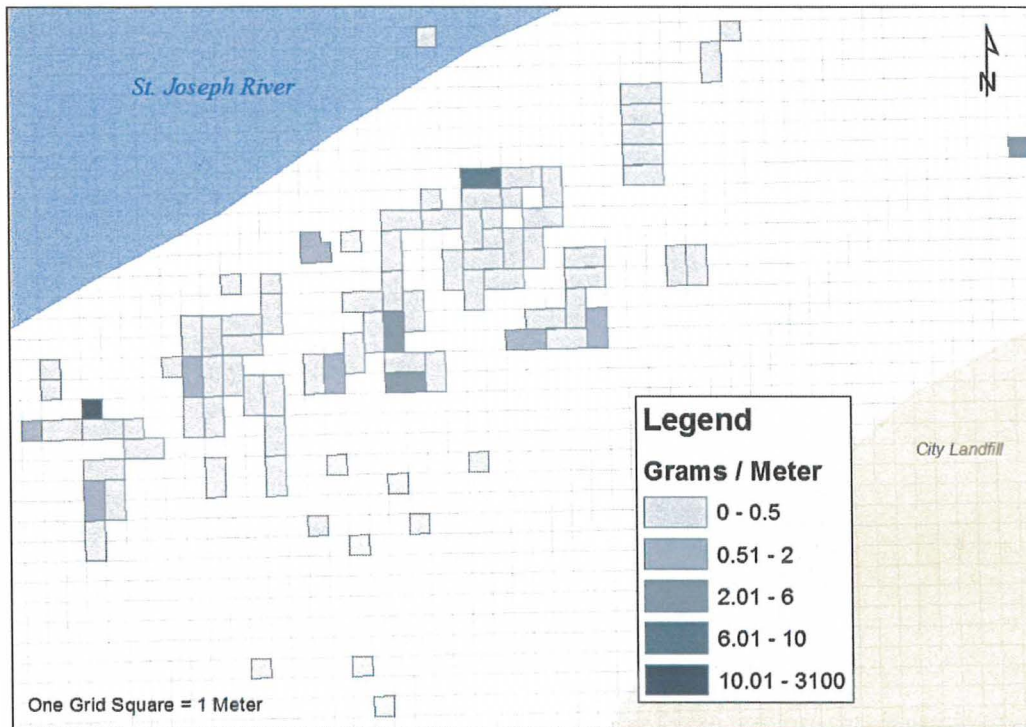 St. Joseph River
N
Legend
Grams / Meter
0 - 0.5
0.51 - 2
2.01 - 6
6.01 - 10
10.01 - 3100
City Landfill
One Grid Square = 1 Meter